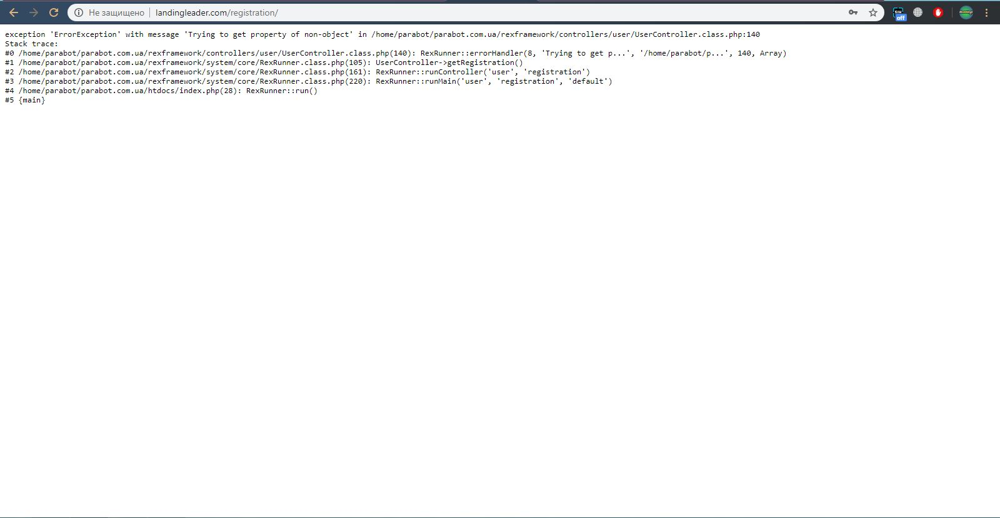 Не защищено landingleader.com/registration/
off
exception 'ErrorException' with message 'Trying to get property of non-object' in /home/parabot/parabot.com.ua/rexframework/controllers/user/UserController.class.php:140
Stack trace:
#0 /home/parabot/parabot.com.ua/rexframework/controllers/user/UserController.class.php(140): RexRunner::errorHandler(8, 'Trying to get p...', '/home/parabot/p...', 140, Array)
#1 /home/parabot/parabot.com.ua/rexframework/system/core/RexRunner.class.php(105): UserController->getRegistration()
#2 /home/parabot/parabot.com.ua/rexframework/system/core/RexRunner.class.php(161): RexRunner::runController('user', 'registration')
#3 /home/parabot/parabot.com.ua/rexframework/system/core/RexRunner.class.php(220): RexRunner::runMain('user', 'registration', 'default')
#4 /home/parabot/parabot.com.ua/htdocs/index.php(28): RexRunner::run()
#5 {main}